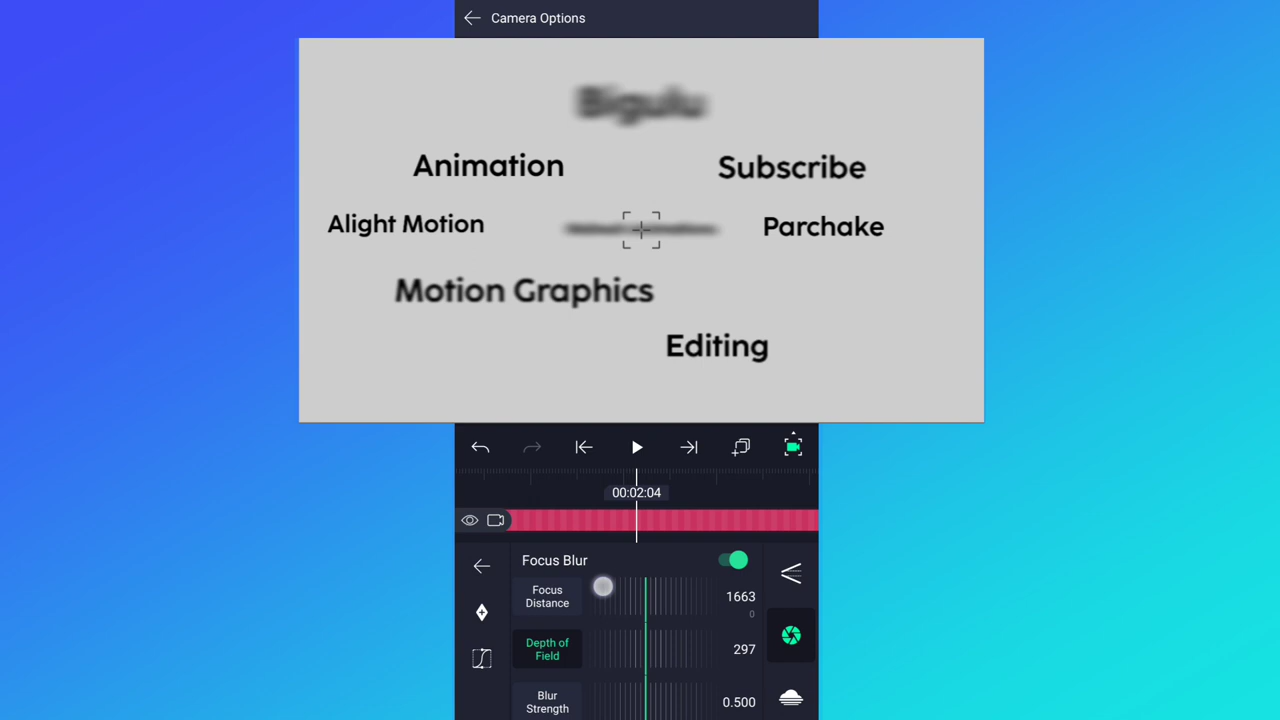 Camera Options
Bigulu
Animation
Subscribe
Alight Motion
Parchake
Motion Graphics
Editing
00:02:04
Focus Blur
Focus
Distance
1663
0
Depth of
Field
297
Blur
Strength
0.500